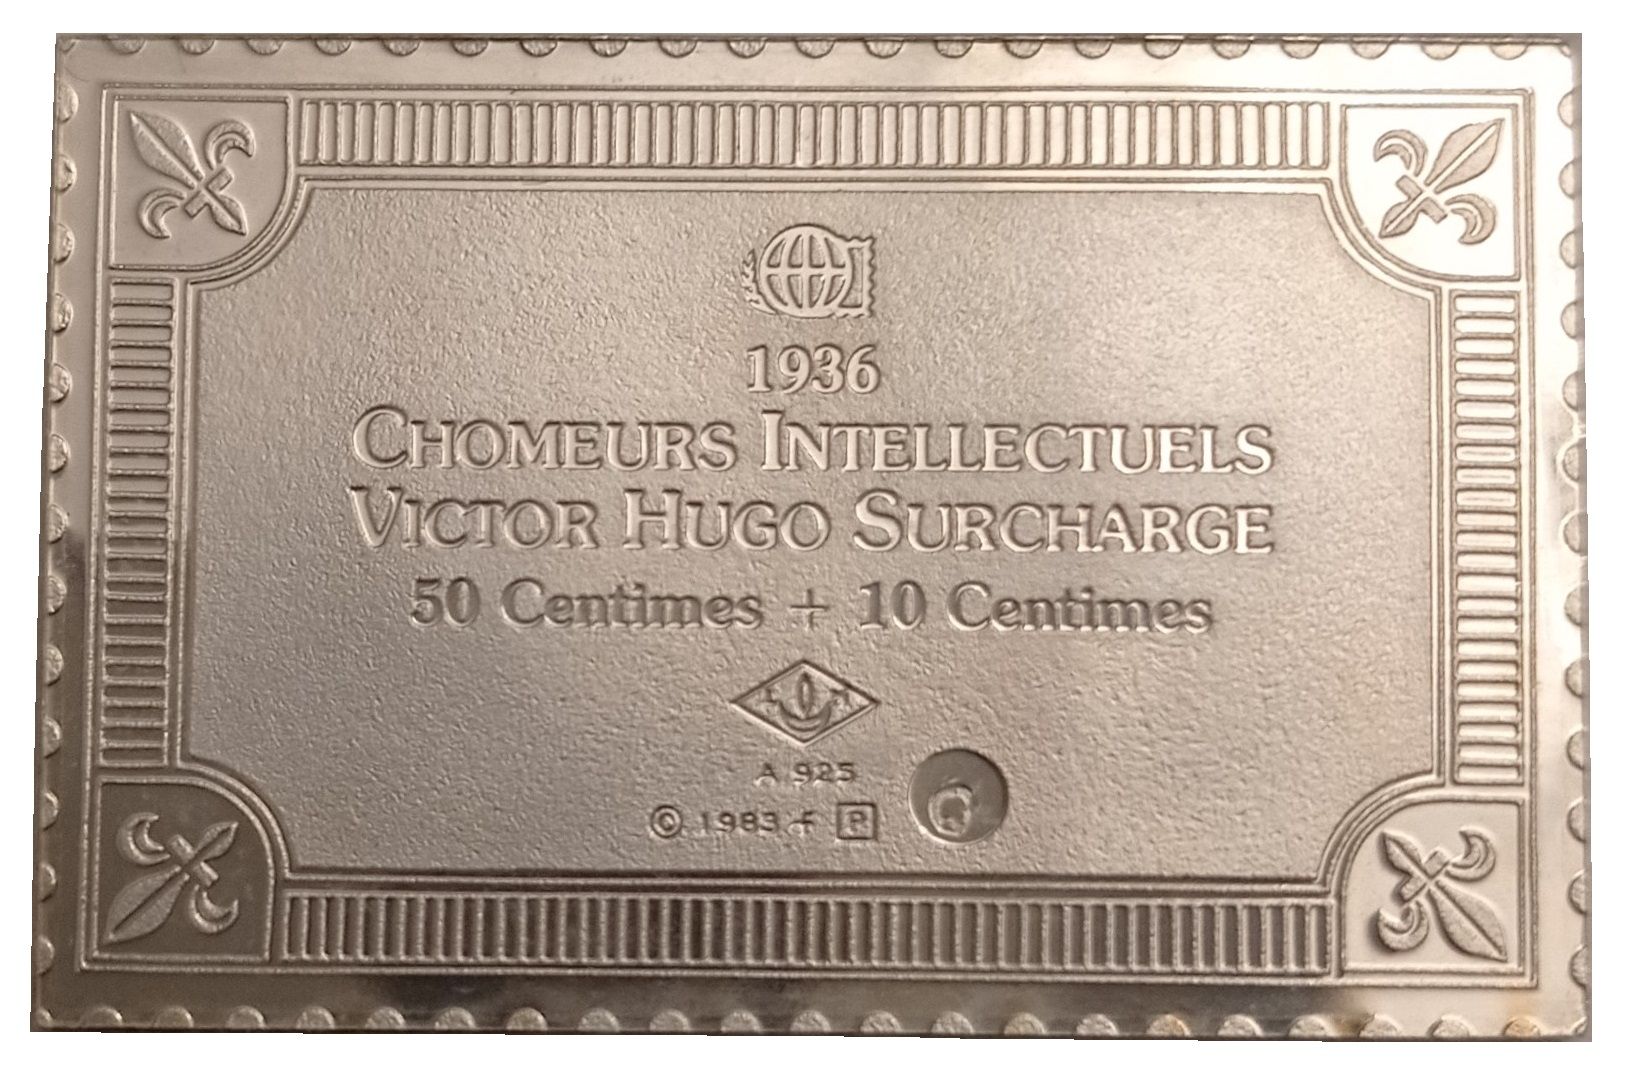 1936
CHOMEURS INTELLECTUELS
VICTOR HUGO SURCHARGE
50 Centimes + 10 Centimes
A 925
© 1983 F P